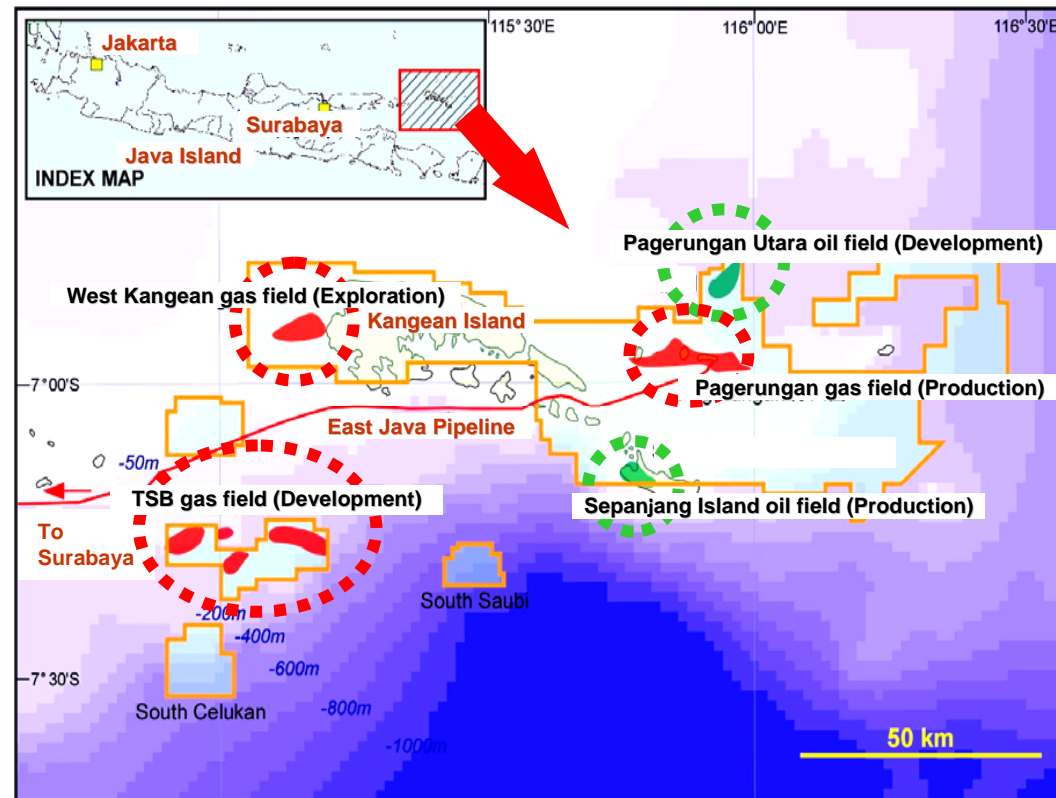 115° 30'E
116° 00'E
116° 30'E
Jakarta
Surabaya
Java Island
INDEX MAP
Pagerungan Utara oil field (Development)
West Kangean gas field (Exploration)
Kangean Island
7° 00'S
Pagerungan gas field (Production)
East Java Pipeline
-50m
TSB gas field (Development)
Sepanjang Island oil field (Production)
To
Surabaya
South Saubi
-200m
-400m
-600m
7° 30'S
-800m
South Celukan
-1000m
50 km